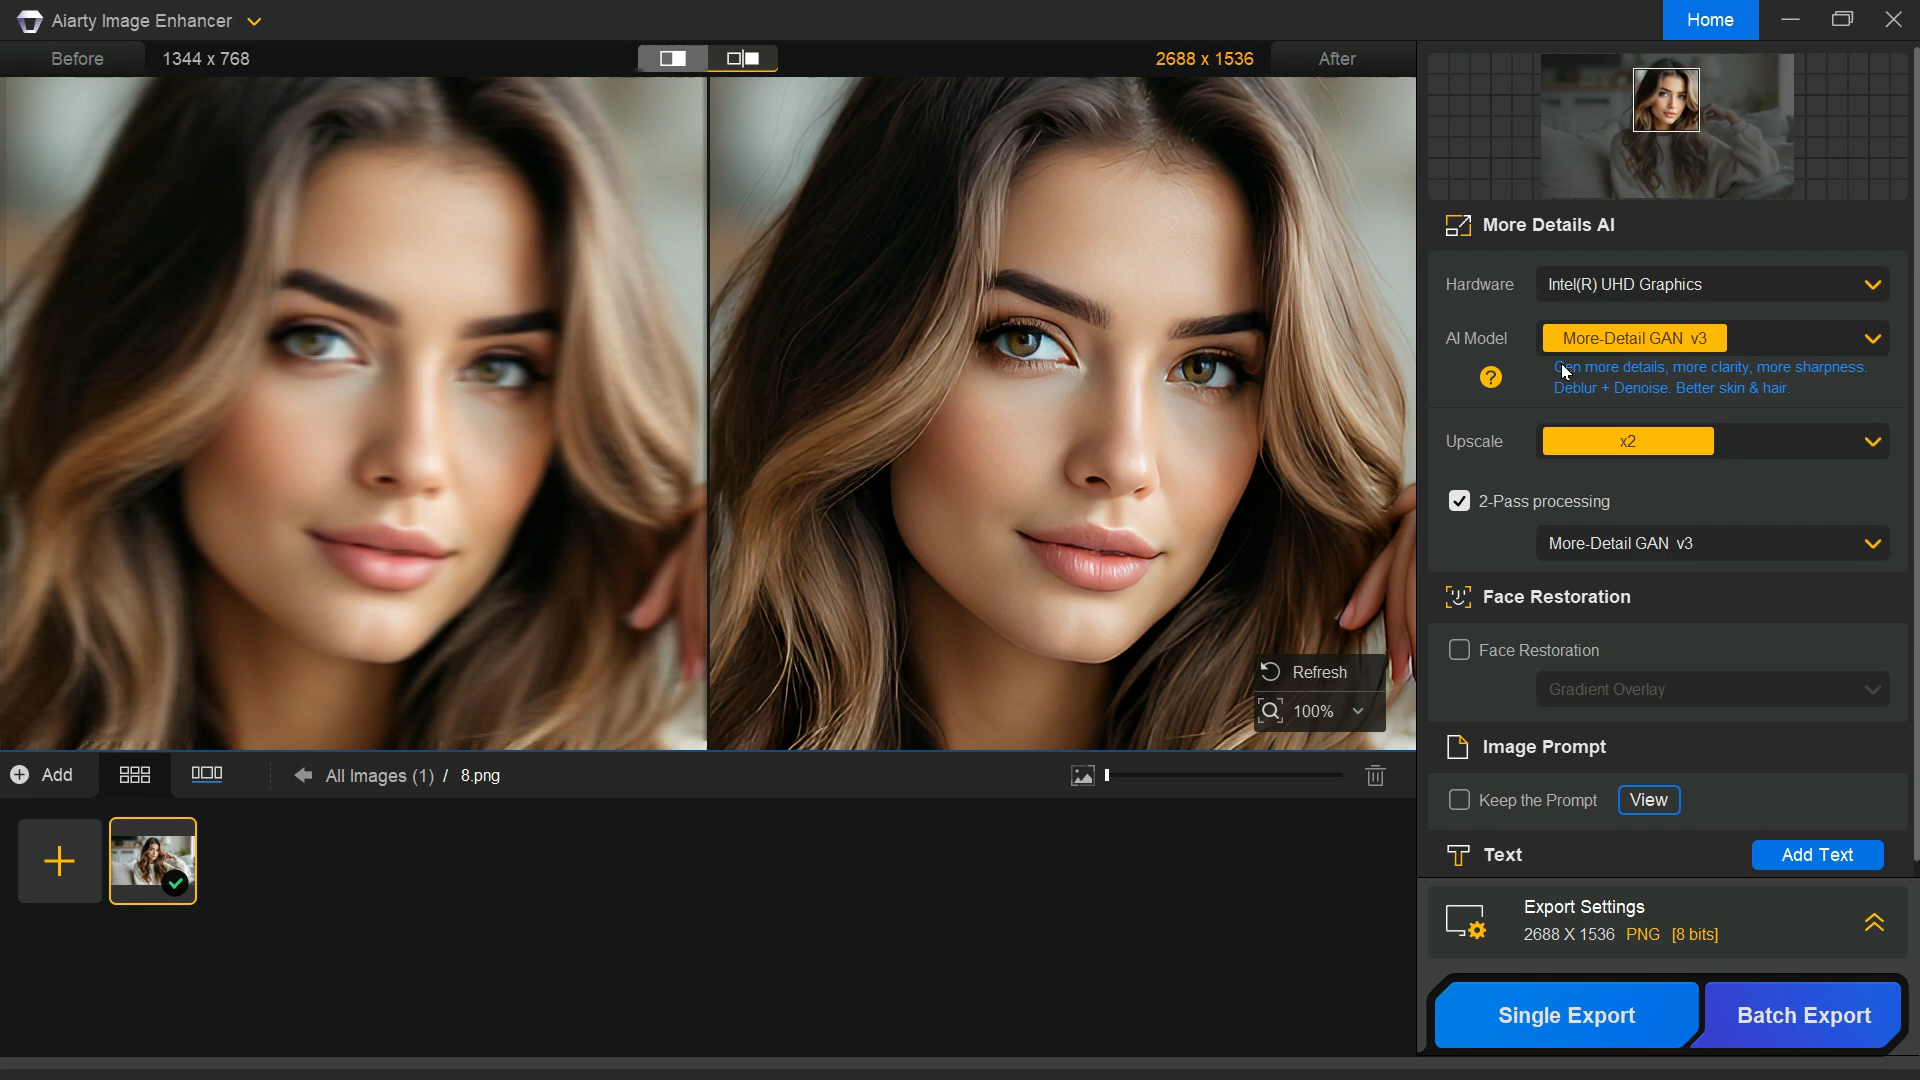 Aiarty Image Enhancer
Home
Before
1344 x 768
2688 x 1536
After
More Details AI
Hardware
Intel(R) UHD Graphics
AI Model
More-Detail GAN v3
?
Gen more details, more clarity, more sharpness.
Deblur + Denoise. Better skin & hair.
Upscale
x2
2-Pass processing
More-Detail GAN v3
Face Restoration
Face Restoration
Gradient Overlay
Refresh
100%
Image Prompt
Keep the Prompt
View
Add
All Images (1) / 8.png
Text
Add Text
Export Settings
2688 X 1536 PNG [8 bits]
Single Export
Batch Export